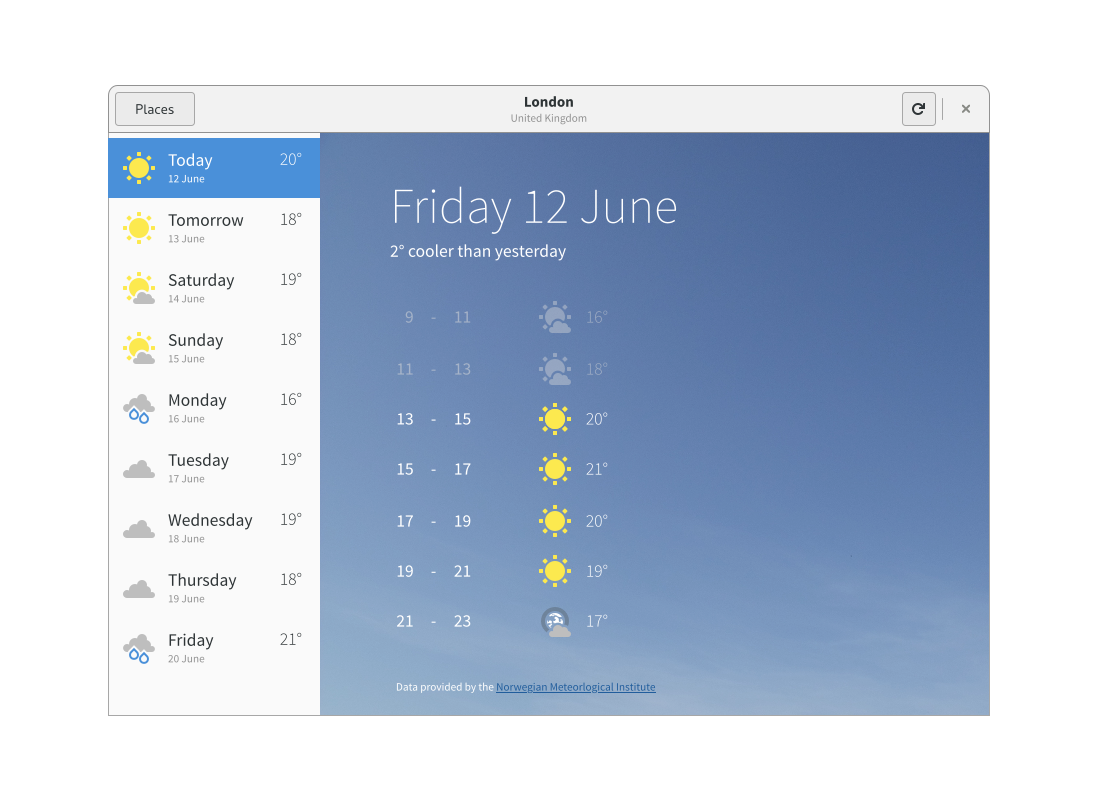 Places
London
United Kingdom
Today 20°
12 June
Tomorrow 18°
13 June
Saturday 19°
14 June
Sunday 18°
15 June
Monday 16°
16 June
Tuesday 19°
17 June
Wednesday 19°
18 June
Thursday 18°
19 June
Friday 21°
20 June
Friday 12 June
2° cooler than yesterday
9 - 11 16°
11 - 13 18°
13 - 15 20°
15 - 17 21°
17 - 19 20°
19 - 21 19°
21 - 23 17°
Data provided by the Norwegian Meteorlogical Institute